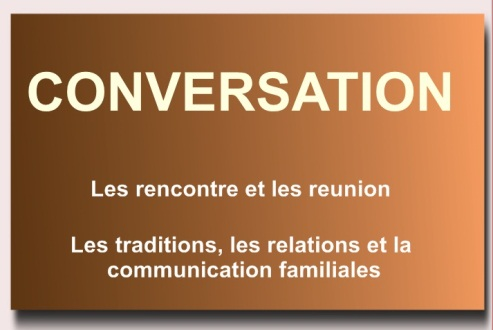 CONVERSATION
Les rencontre et les reunion
Les traditions, les relations et la
communication familiales